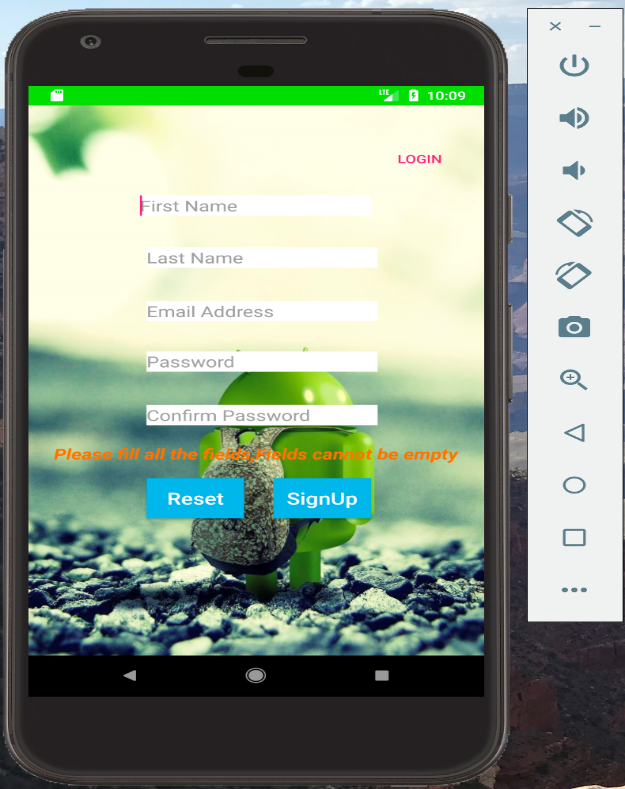 LTE 10:09
LOGIN
First Name
Last Name
Email Address
Password
Confirm Password
Please fill all the fields,Fields cannot be empty
Reset SignUp